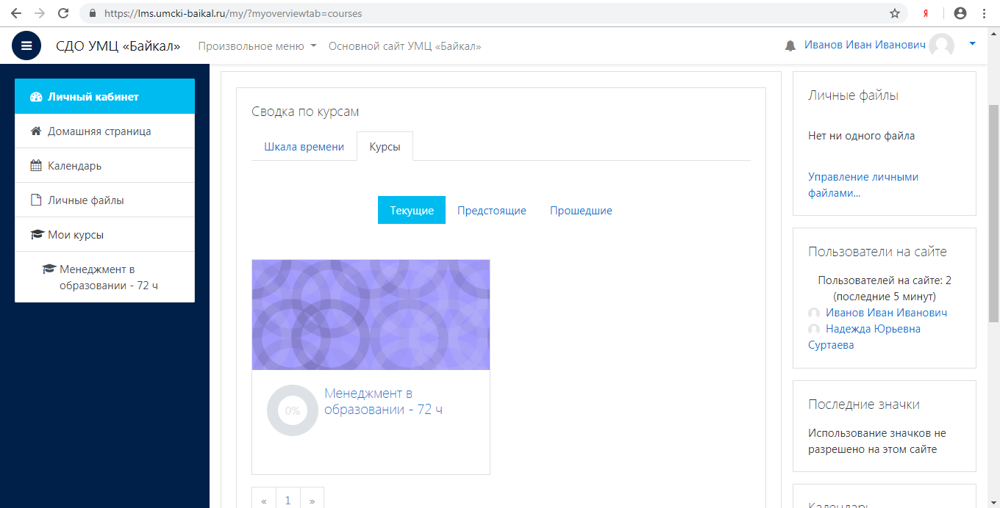 https://lms.umcki-baikal.ru/my/?myoverviewtab=courses
Я
СДО УМЦ «Байкал»
Произвольное меню
Основной сайт УМЦ «Байкал»
Иванов Иван Иванович
Личный кабинет
Домашняя страница
Календарь
Личные файлы
Мои курсы
Менеджмент в
образовании - 72 ч
Сводка по курсам
Шкала времени
Курсы
Текущие
Предстоящие
Прошедшие
0%
Менеджмент в
образовании - 72 ч
« 1 »
Личные файлы
Нет ни одного файла
Управление личными
файлами...
Пользователи на сайте
Пользователей на сайте: 2
(последние 5 минут)
Иванов Иван Иванович
Надежда Юрьевна
Суртаева
Последние значки
Использование значков не
разрешено на этом сайте
Календарь